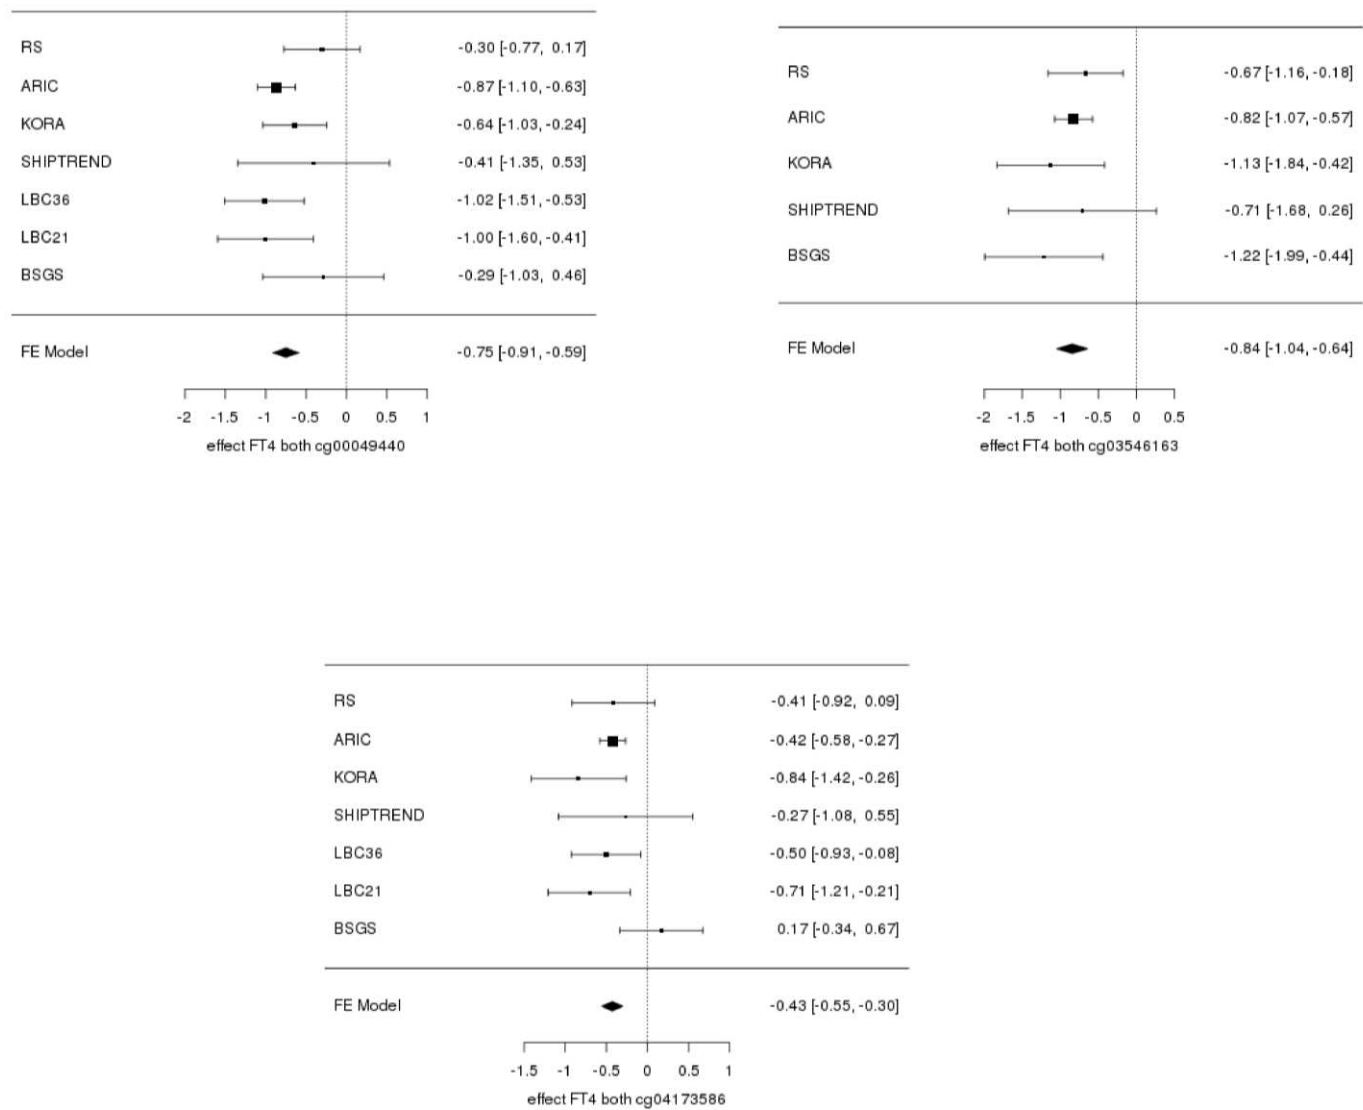 RS -0.30 [-0.77, 0.17]
ARIC -0.87 [-1.10, -0.63]
KORA -0.64 [-1.03, -0.24]
SHIPTREND -0.41 [-1.35, 0.53]
LBC36 -1.02 [-1.51, -0.53]
LBC21 -1.00 [-1.60, -0.41]
BSGS -0.29 [-1.03, 0.46]
FE Model -0.75 [-0.91, -0.59]
-2 -1.5 -1 -0.5 0 0.5 1
effect FT4 both cg00049440
RS -0.67 [-1.16, -0.18]
ARIC -0.82 [-1.07, -0.57]
KORA -1.13 [-1.84, -0.42]
SHIPTREND -0.71 [-1.68, 0.26]
BSGS -1.22 [-1.99, -0.44]
FE Model -0.84 [-1.04, -0.64]
-2 -1.5 -1 -0.5 0 0.5
effect FT4 both cg03546163
RS -0.41 [-0.92, 0.09]
ARIC -0.42 [-0.58, -0.27]
KORA -0.84 [-1.42, -0.26]
SHIPTREND -0.27 [-1.08, 0.55]
LBC36 -0.50 [-0.93, -0.08]
LBC21 -0.71 [-1.21, -0.21]
BSGS 0.17 [-0.34, 0.67]
FE Model -0.43 [-0.55, -0.30]
-1.5 -1 -0.5 0 0.5 1
effect FT4 both cg04173586